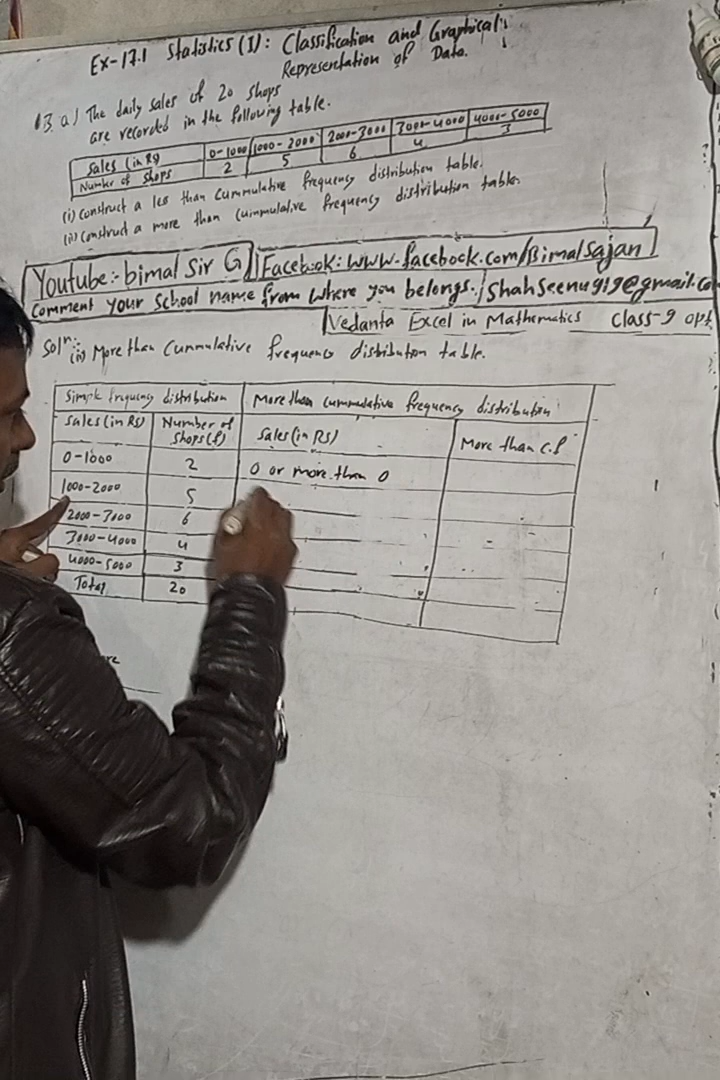 Ex-17.1 Statistics (I): Classification and Graphical
Representation of Data.
13. a) The daily sales of 20 shops
are recorded in the following table.
Sales (in Rs) 0-1000 1000-2000 2000-3000 3000-4000 4000-5000
Number of shops 2 5 6 4 3
(i) Construct a less than cummulative frequency distribution table.
(ii) Construct a more than cummulative frequency distribution table.
Youtube:- bimal Sir G Facebook: www.facebook.com/Bimalsajan
Comment your School name from where you belongs. / Shahseenu919@gmail.co
Vedanta Excel in Mathematics Class-9 opt
Solⁿ: (ii) More than Cummulative frequency distribution table.
Simple frequency distribution More than cummulative frequency distribution
Sales (in Rs) Number of shops (f) Sales (in Rs) More than c.f
0-1000 2 0 or more than 0
1000-2000 5
2000-3000 6
3000-4000 4
4000-5000 3
Total 20